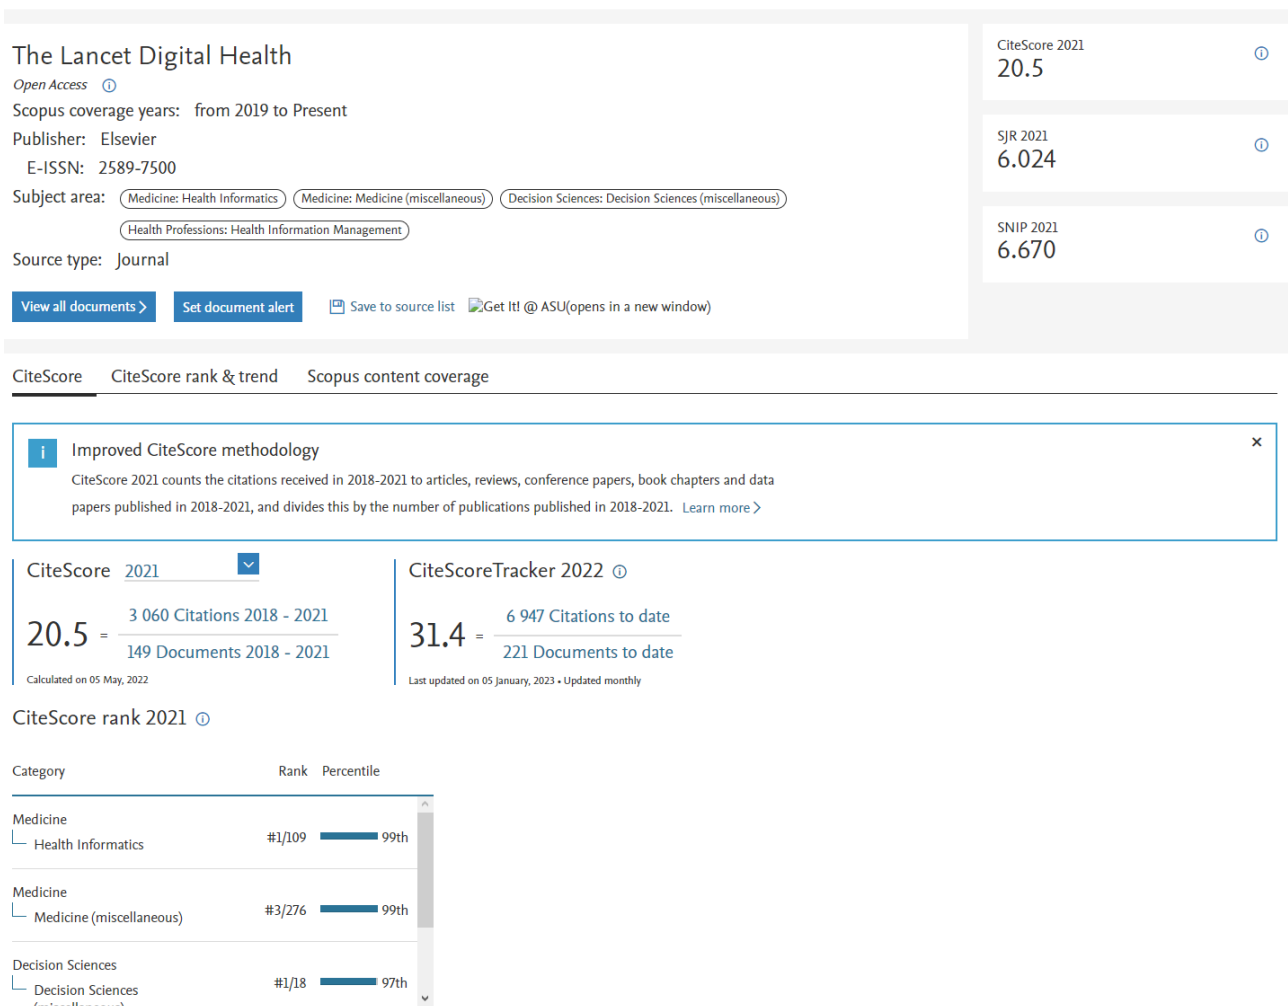 The Lancet Digital Health
Open Access
Scopus coverage years: from 2019 to Present
Publisher: Elsevier
E-ISSN: 2589-7500
Subject area: Medicine: Health Informatics Medicine: Medicine (miscellaneous) Decision Sciences: Decision Sciences (miscellaneous)
Health Professions: Health Information Management
Source type: Journal
View all documents > Set document alert Save to source list Get It! @ ASU(opens in a new window)
CiteScore 2021
20.5
SJR 2021
6.024
SNIP 2021
6.670
CiteScore CiteScore rank & trend Scopus content coverage
i Improved CiteScore methodology ×
CiteScore 2021 counts the citations received in 2018-2021 to articles, reviews, conference papers, book chapters and data
papers published in 2018-2021, and divides this by the number of publications published in 2018-2021. Learn more >
CiteScore 2021
20.5 = 3 060 Citations 2018 - 2021
149 Documents 2018 - 2021
Calculated on 05 May, 2022
CiteScoreTracker 2022
31.4 = 6 947 Citations to date
221 Documents to date
Last updated on 05 January, 2023 • Updated monthly
CiteScore rank 2021
Category Rank Percentile
Medicine
Health Informatics #1/109 99th
Medicine
Medicine (miscellaneous) #3/276 99th
Decision Sciences
Decision Sciences #1/18 97th
(miscellaneous)